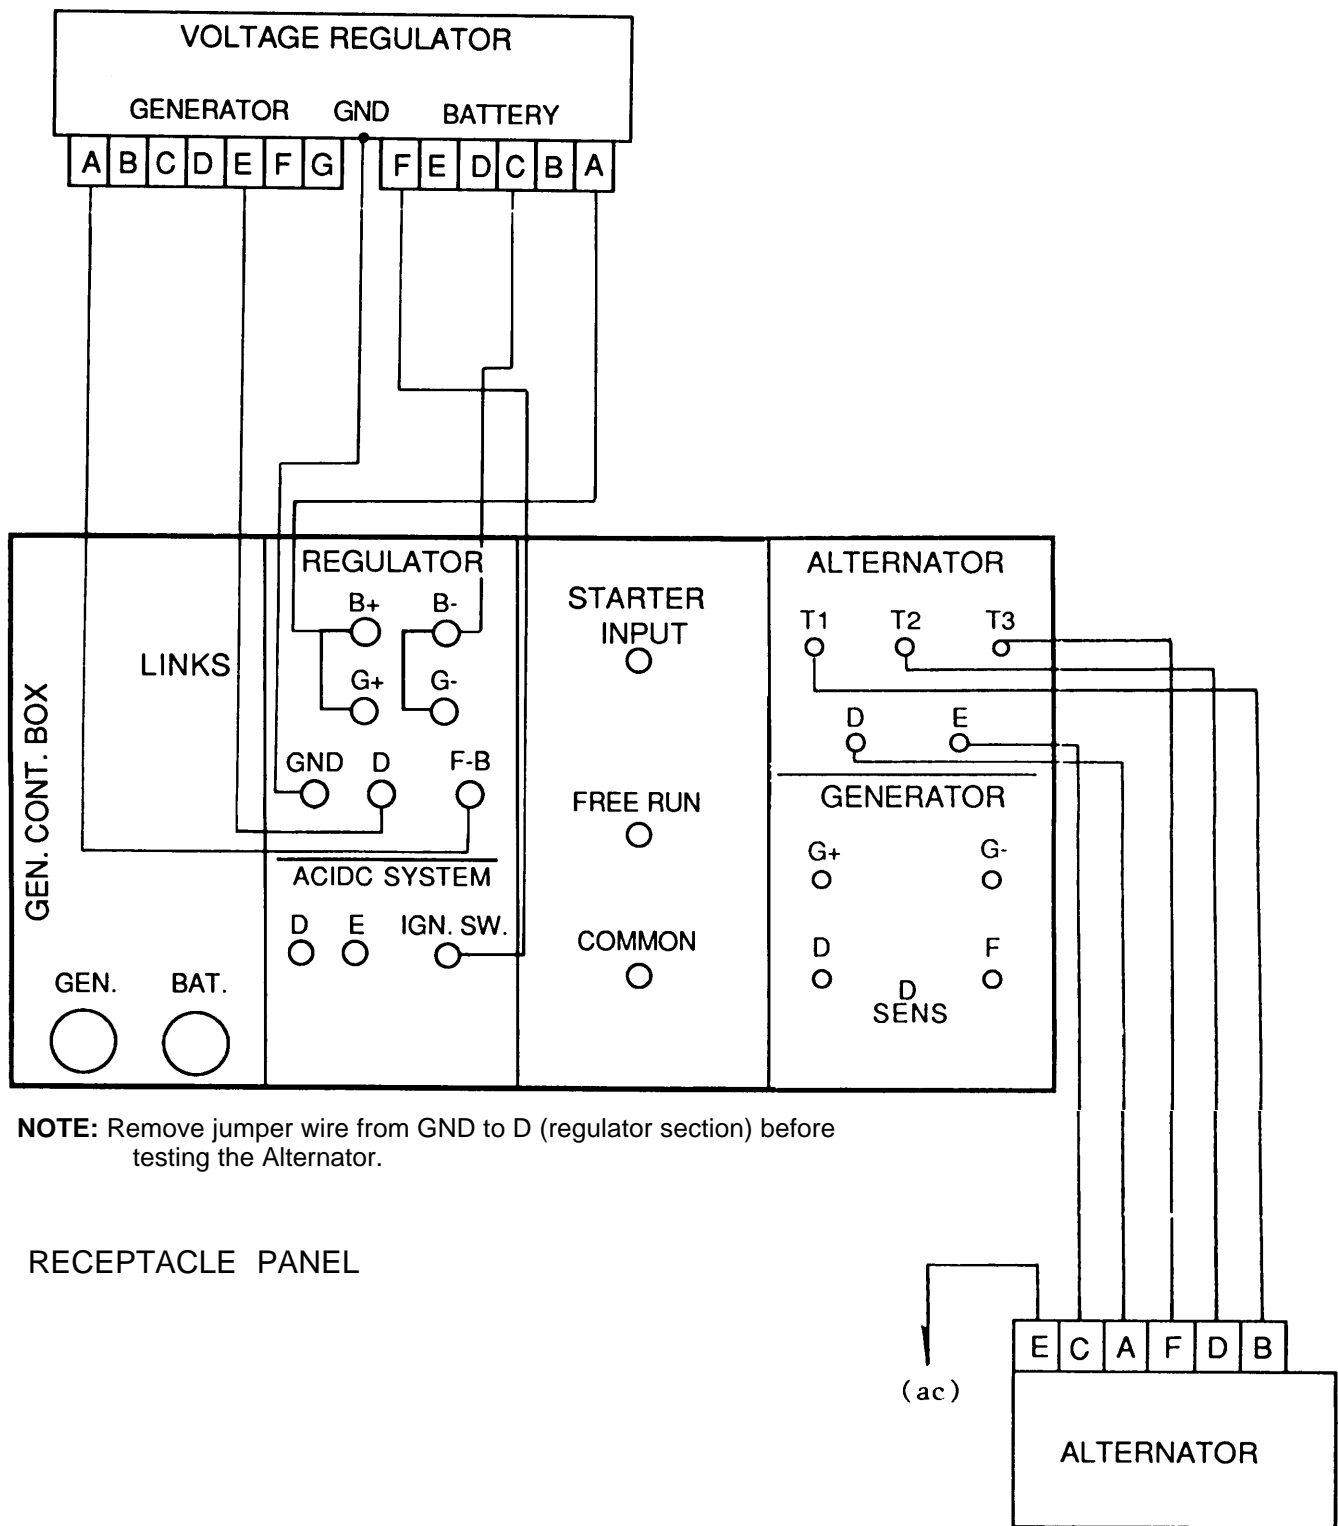 VOLTAGE REGULATOR
GENERATOR GND BATTERY
A B C D E F G F E D C B A
REGULATOR
ALTERNATOR
B+ B-
STARTER
INPUT
T1 T2 T3
LINKS
G+ G-
D E
GEN. CONT. BOX
GND D F-B
FREE RUN
GENERATOR
G+ G-
ACIDC SYSTEM
D E IGN. SW.
COMMON
D F
D
SENS
GEN. BAT.
NOTE: Remove jumper wire from GND to D (regulator section) before
testing the Alternator.
RECEPTACLE PANEL
E C A F D B
(ac)
ALTERNATOR